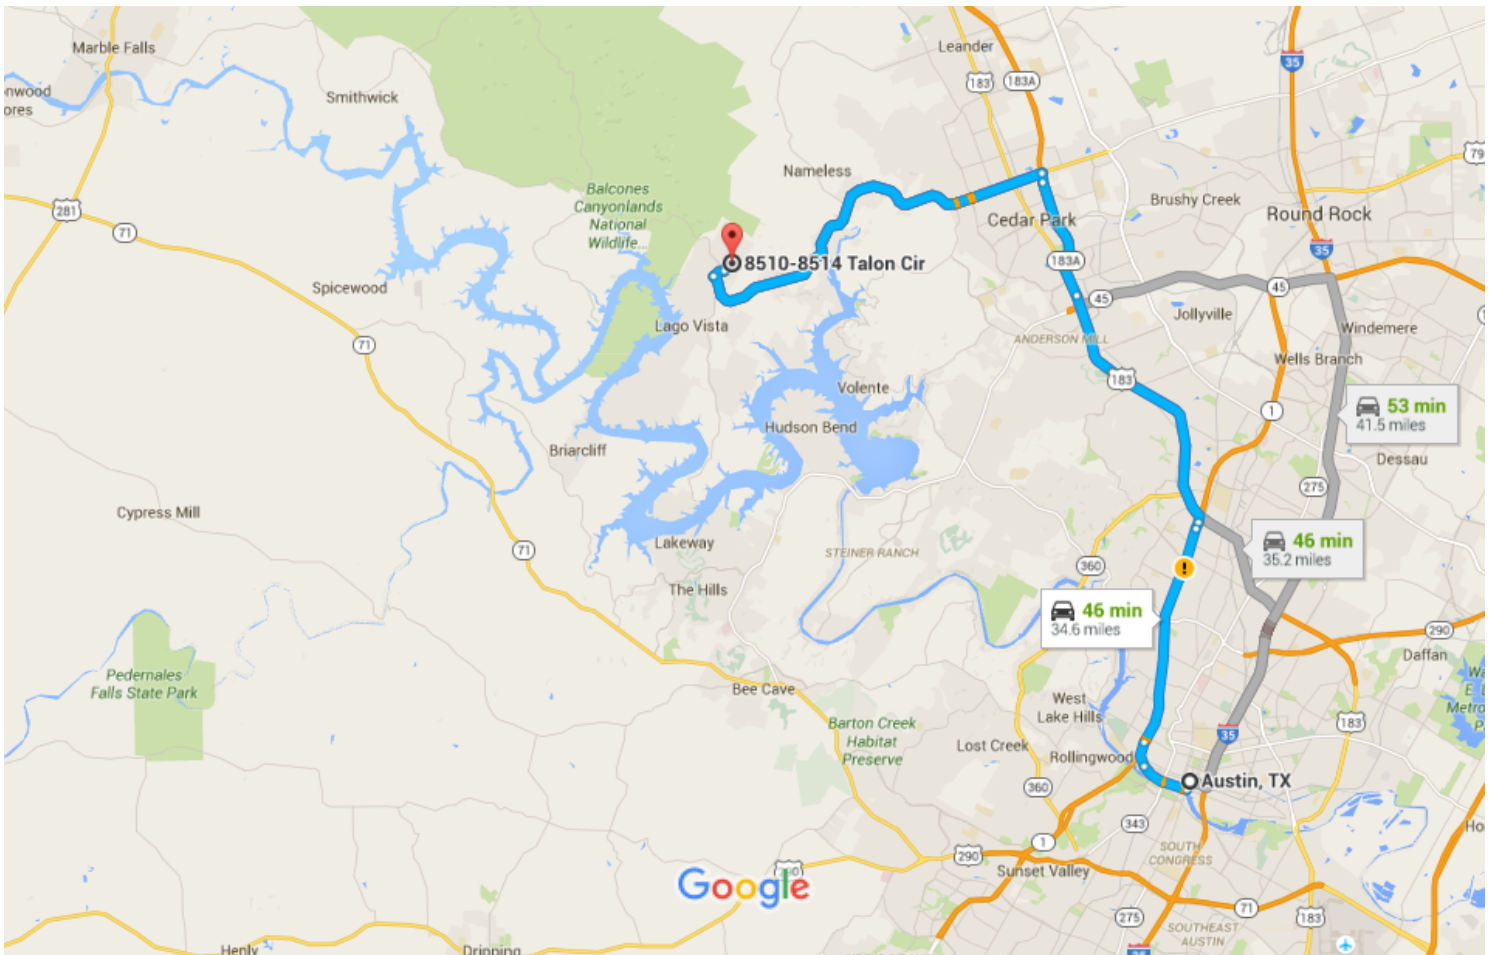 Marble Falls
Leander
183
183A
35
onwood
ores
Smithwick
79
Nameless
Balcones
Canyonlands
National
Wildlife...
Brushy Creek
Cedar Park
Round Rock
281
71
35
8510-8514 Talon Cir
183A
Spicewood
45
45
Jollyville
Lago Vista
Windemere
ANDERSON MILL
71
Wells Branch
183
Volente
53 min
41.5 miles
1
Hudson Bend
Briarcliff
Dessau
275
Cypress Mill
46 min
35.2 miles
Lakeway
71
STEINER RANCH
360
The Hills
46 min
34.6 miles
290
Daffan
Pedernales
Falls State Park
Bee Cave
West
Lake Hills
Barton Creek
Habitat
Preserve
183
35
Lost Creek
Rollingwood
Austin, TX
360
343
1
SOUTH
CONGRESS
290
Sunset Valley
290
Google
71
275
183
SOUTHEAST
AUSTIN
Henly
Dripping
35